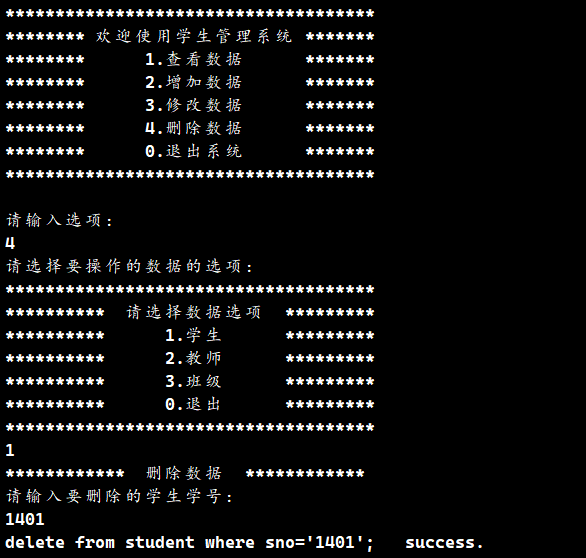 *************************************
******** 欢迎使用学生管理系统 *******
********      1.查看数据      *******
********      2.增加数据      *******
********      3.修改数据      *******
********      4.删除数据      *******
********      0.退出系统      *******
*************************************
请输入选项：
4
请选择要操作的数据的选项：
*************************************
**********  请选择数据选项  *********
**********      1.学生      *********
**********      2.教师      *********
**********      3.班级      *********
**********      0.退出      *********
*************************************
1
************  删除数据  ************
请输入要删除的学生学号：
1401
delete from student where sno='1401';   success.